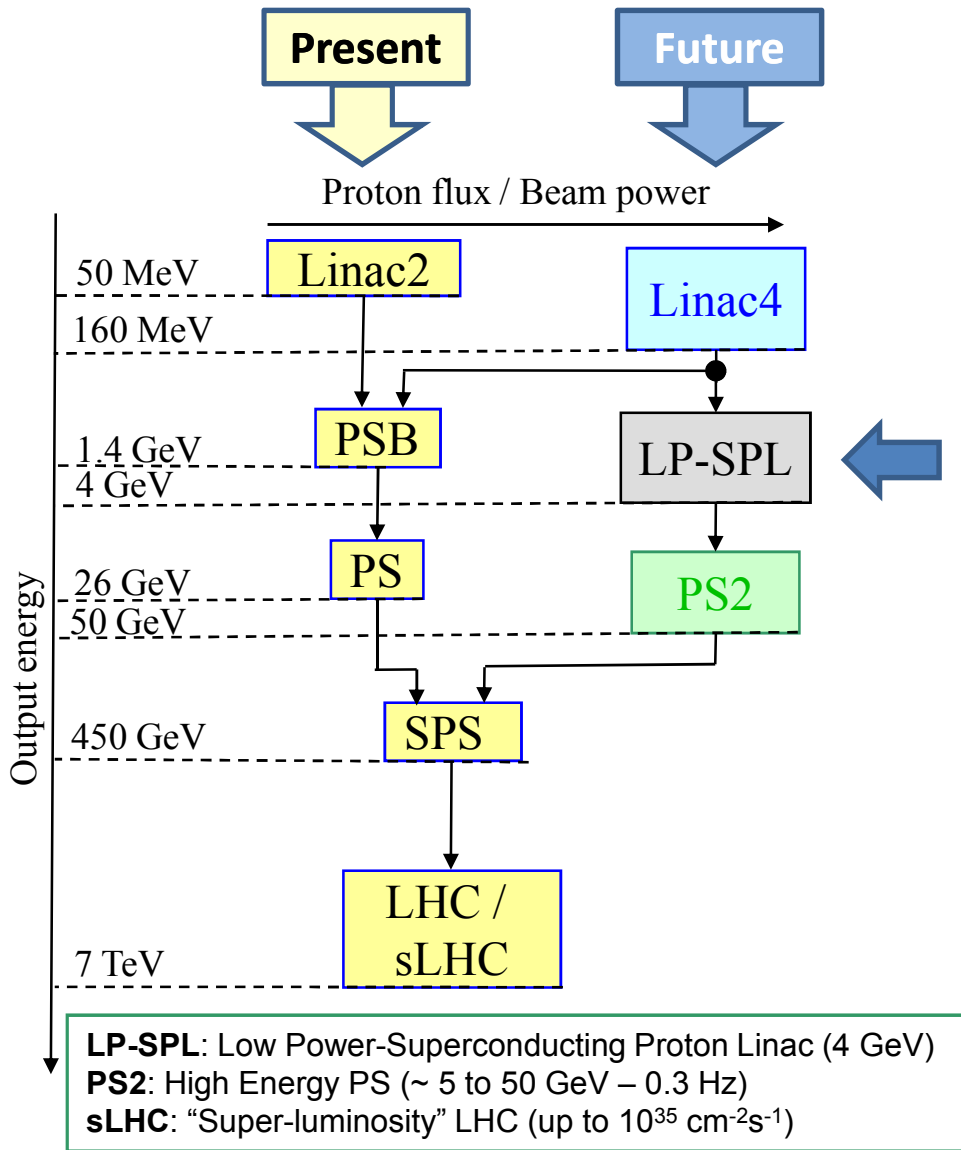 Present
Future
Proton flux / Beam power
Linac2
50 MeV
Linac4
160 MeV
PSB
1.4 GeV
LP-SPL
4 GeV
PS
26 GeV
PS2
50 GeV
Output energy
SPS
450 GeV
LHC /
sLHC
7 TeV
LP-SPL: Low Power-Superconducting Proton Linac (4 GeV)
PS2: High Energy PS (~ 5 to 50 GeV – 0.3 Hz)
sLHC: “Super-luminosity” LHC (up to 10³⁵ cm⁻²s⁻¹)